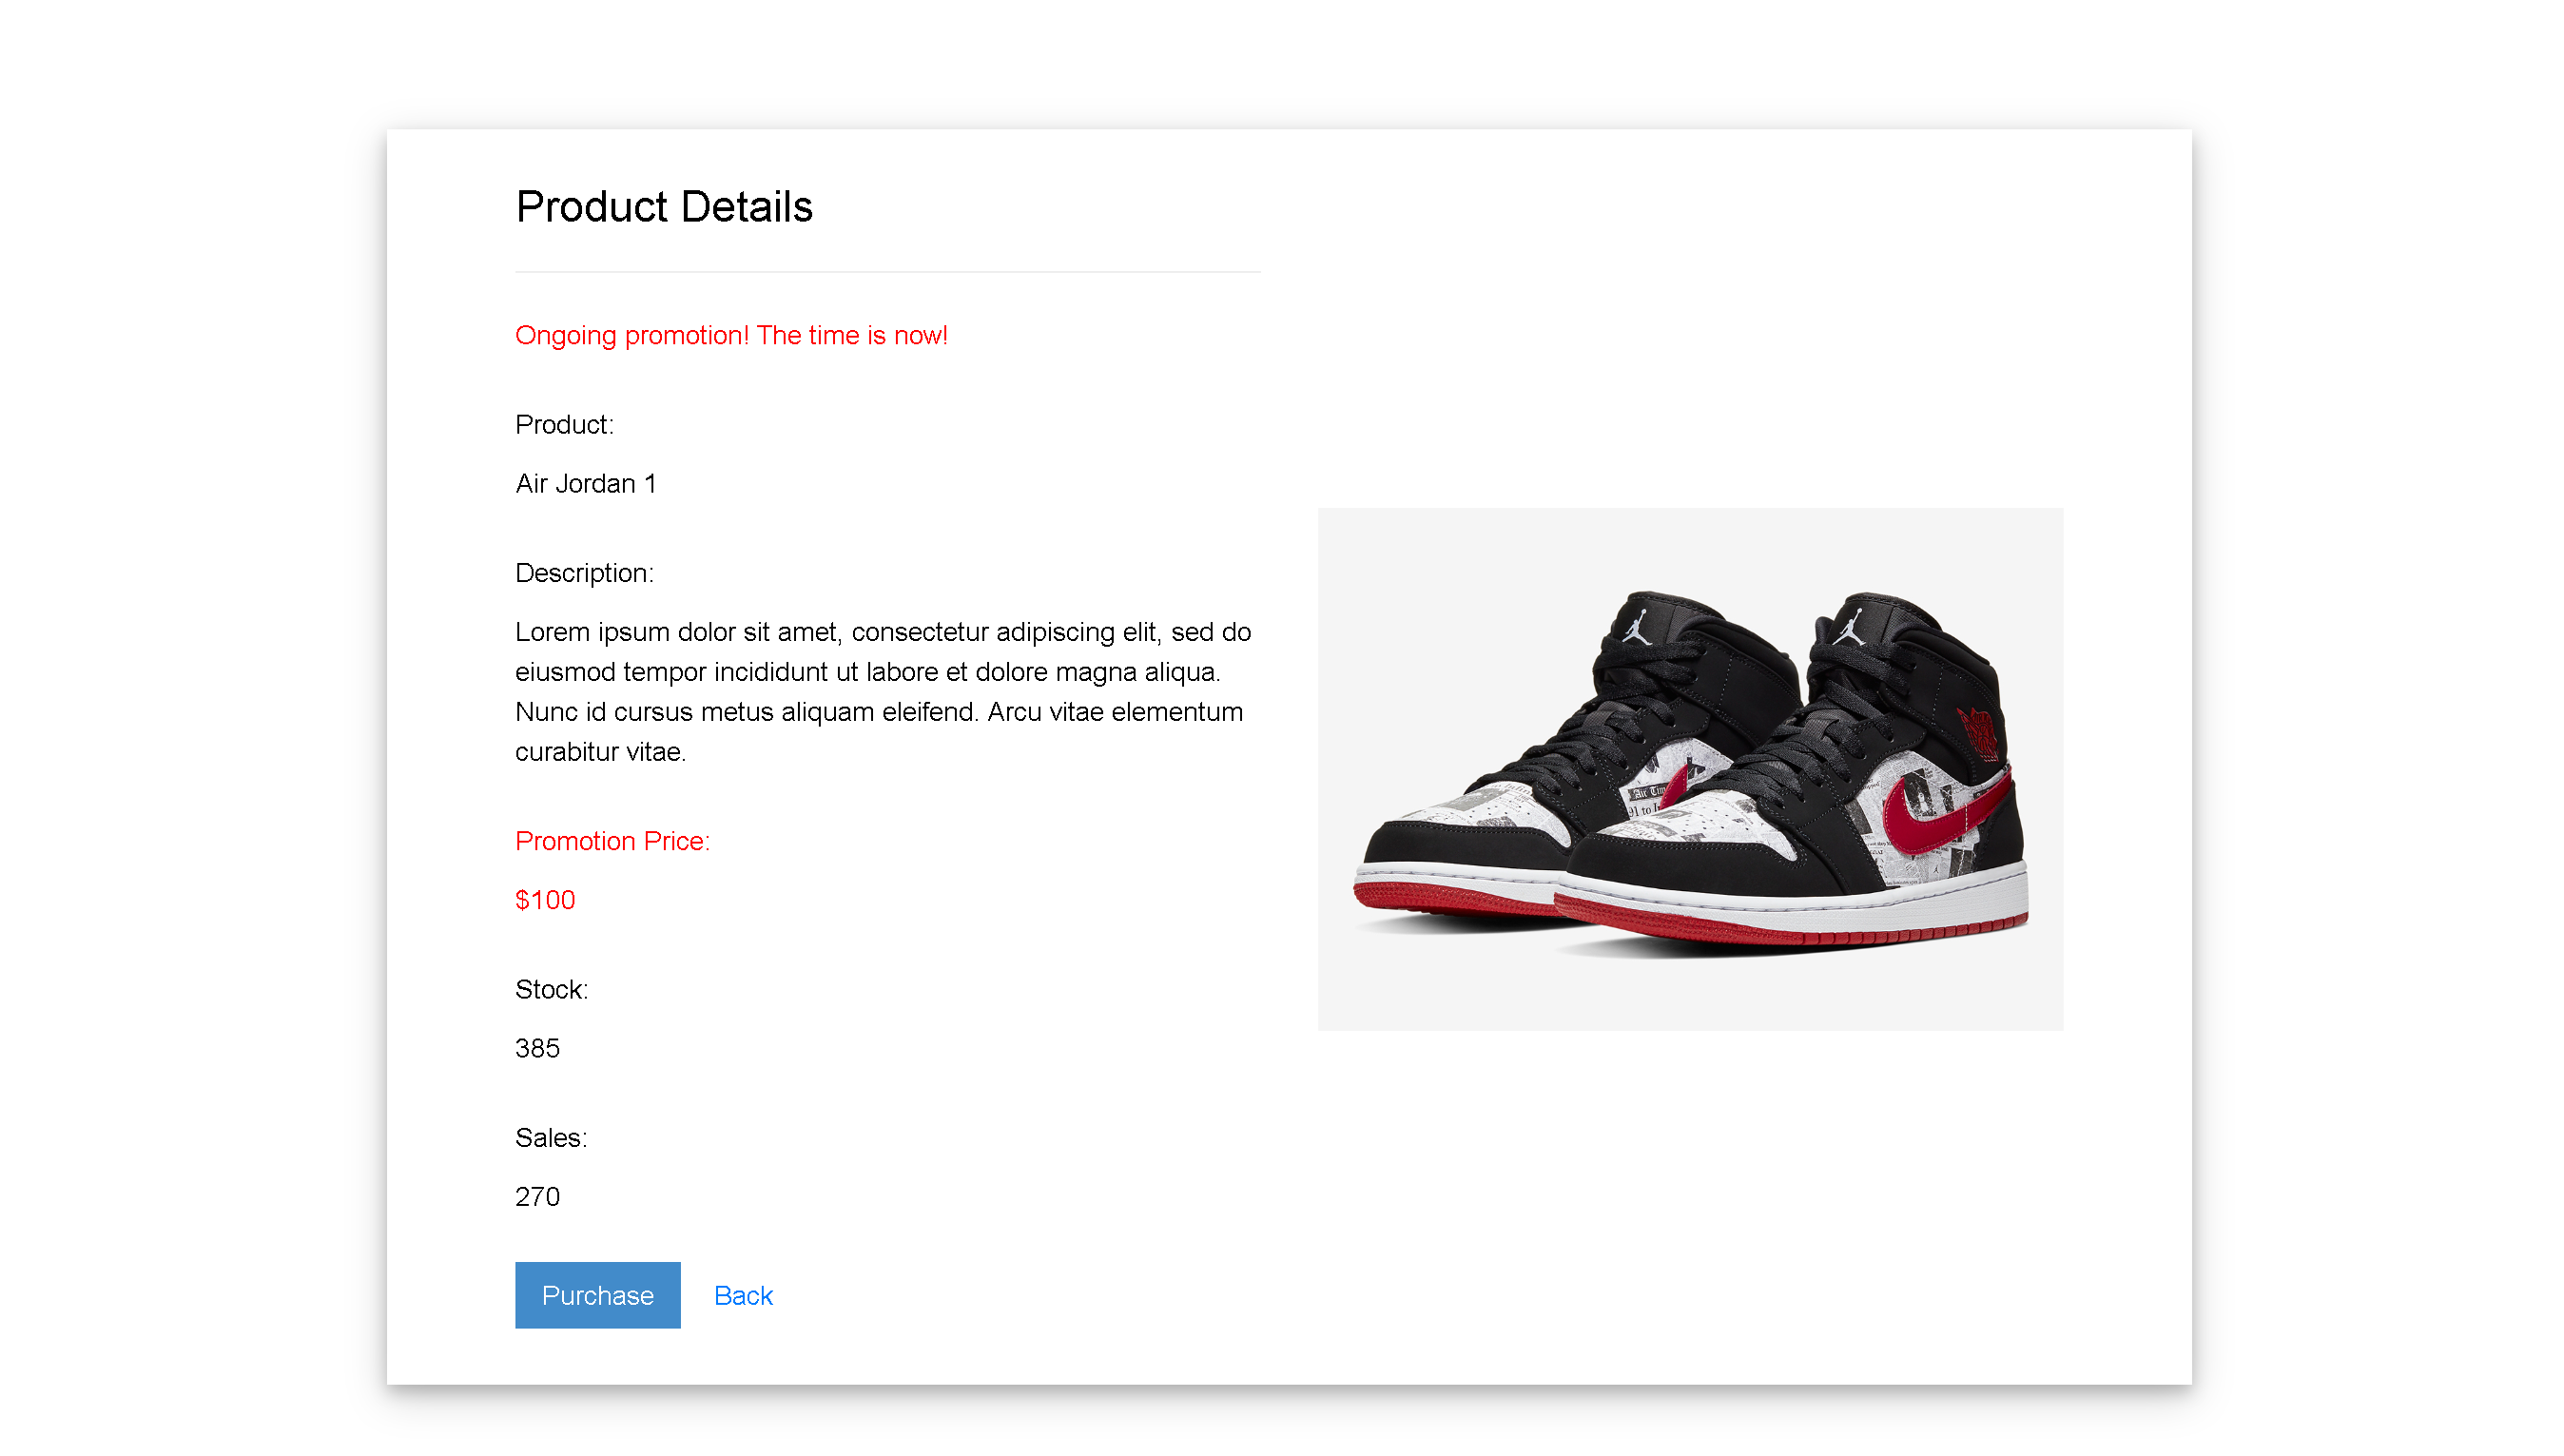 Product Details
Ongoing promotion! The time is now!
Product:
Air Jordan 1
Description:
Lorem ipsum dolor sit amet, consectetur adipiscing elit, sed do
eiusmod tempor incididunt ut labore et dolore magna aliqua.
Nunc id cursus metus aliquam eleifend. Arcu vitae elementum
curabitur vitae.
Promotion Price:
$100
Stock:
385
Sales:
270
Purchase Back